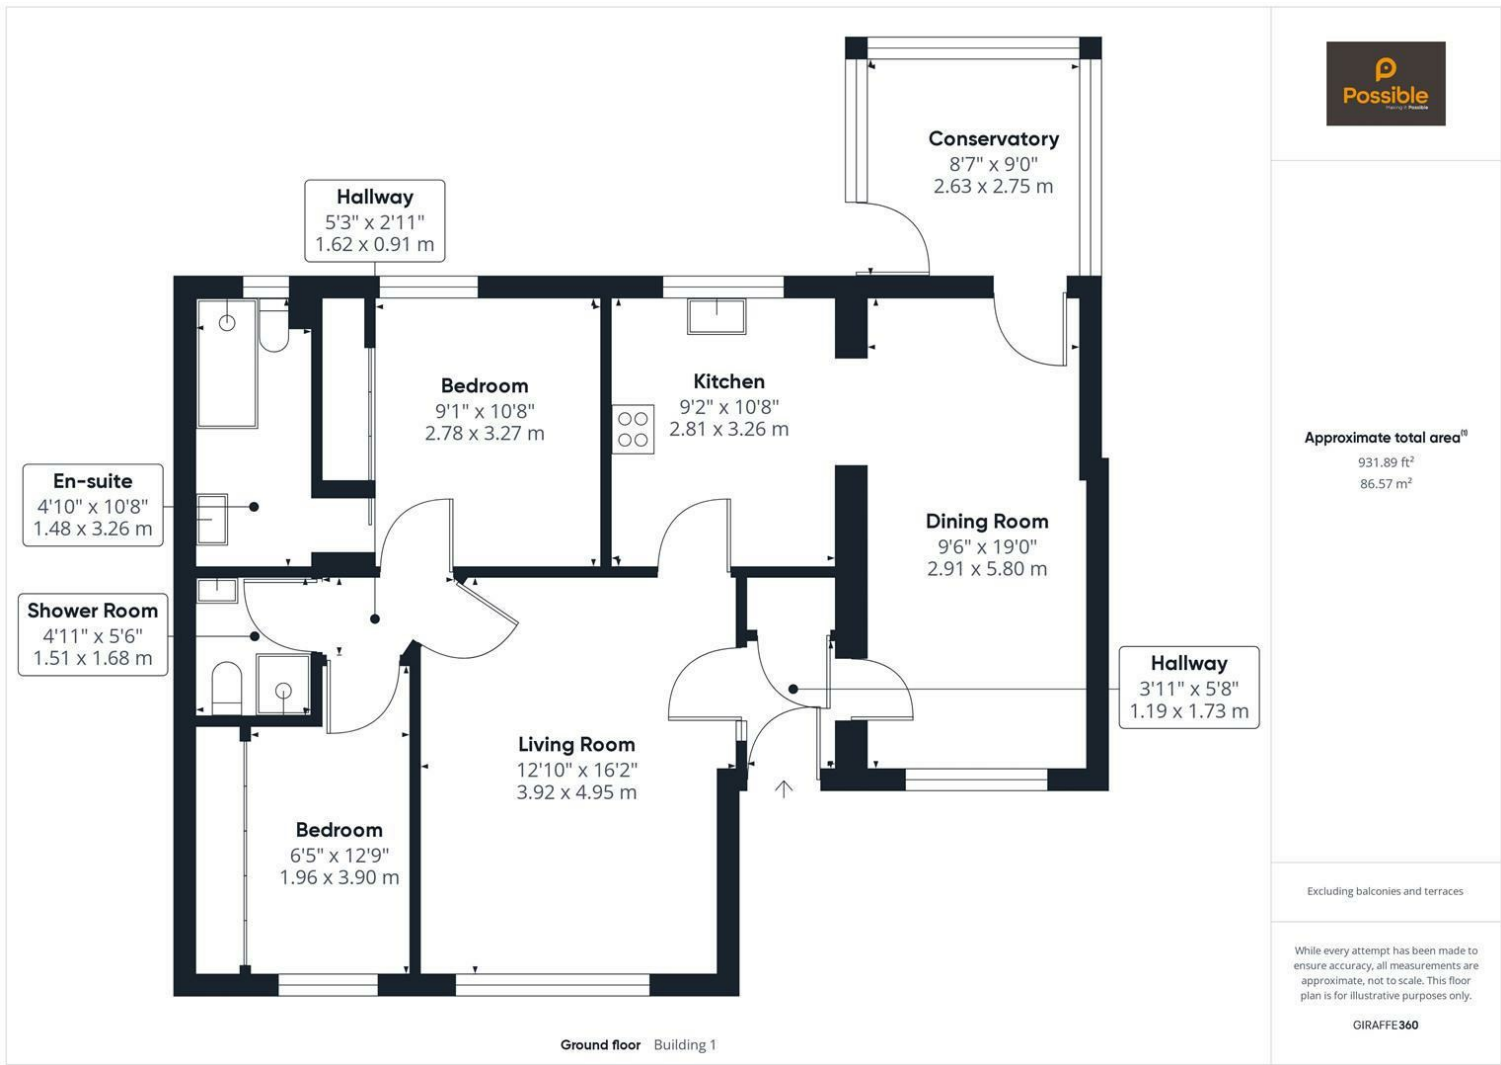 Possible
Making it Possible
Conservatory
8'7" x 9'0"
2.63 x 2.75 m
Hallway
5'3" x 2'11"
1.62 x 0.91 m
Bedroom
9'1" x 10'8"
2.78 x 3.27 m
Kitchen
9'2" x 10'8"
2.81 x 3.26 m
En-suite
4'10" x 10'8"
1.48 x 3.26 m
Dining Room
9'6" x 19'0"
2.91 x 5.80 m
Shower Room
4'11" x 5'6"
1.51 x 1.68 m
Hallway
3'11" x 5'8"
1.19 x 1.73 m
Living Room
12'10" x 16'2"
3.92 x 4.95 m
Bedroom
6'5" x 12'9"
1.96 x 3.90 m
Ground floor Building 1
Approximate total area⁽¹⁾
931.89 ft²
86.57 m²
Excluding balconies and terraces
While every attempt has been made to
ensure accuracy, all measurements are
approximate, not to scale. This floor
plan is for illustrative purposes only.
GIRAFFE360